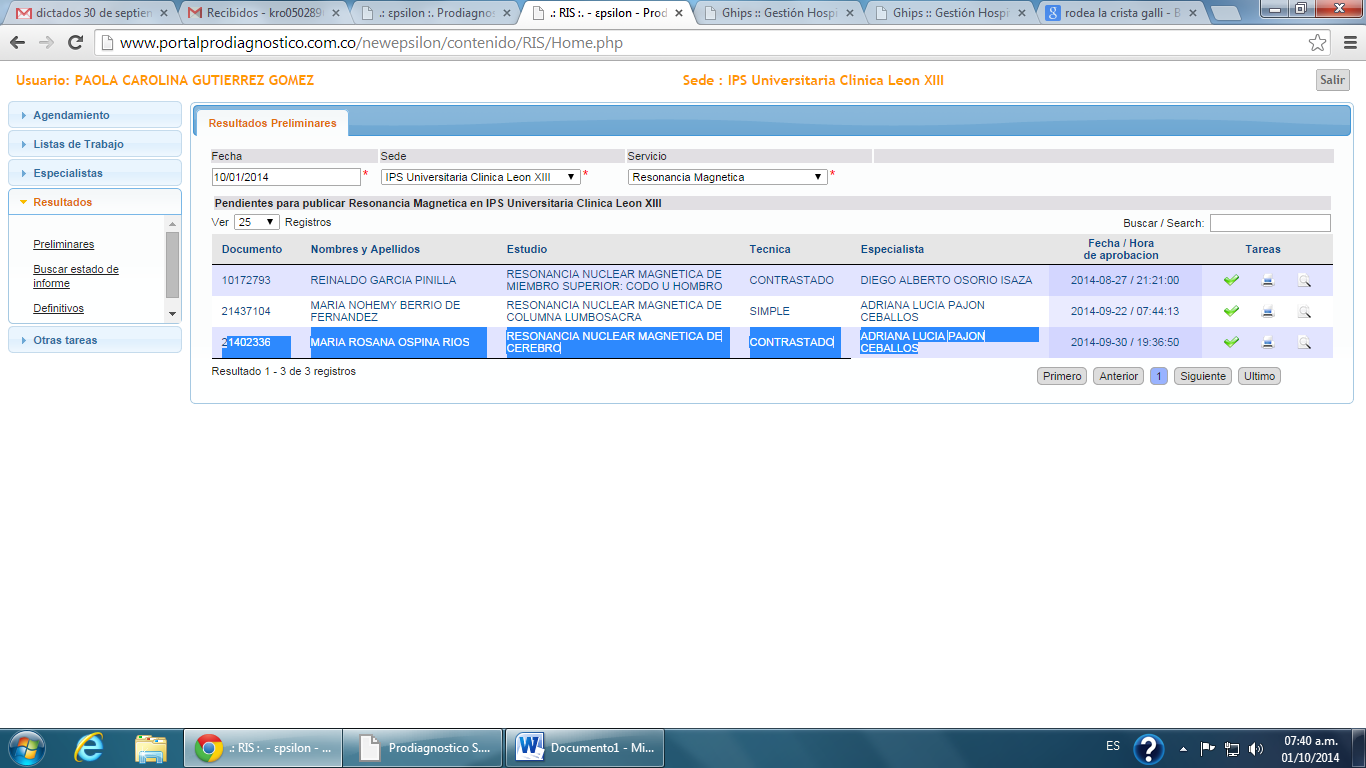 dictados 30 de septien
Recibidos - kro050289
.: εpsilon :. Prodiagnos
.: RIS :. - εpsilon - Prod
Ghips :: Gestión Hospi
Ghips :: Gestión Hospi
rodea la crista galli - B
www.portalprodiagnostico.com.co/newepsilon/contenido/RIS/Home.php
Usuario: PAOLA CAROLINA GUTIERREZ GOMEZ
Sede : IPS Universitaria Clinica Leon XIII
Salir
Agendamiento
Listas de Trabajo
Especialistas
Resultados
Preliminares
Buscar estado de
informe
Definitivos
Otras tareas
Resultados Preliminares
Fecha Sede Servicio
10/01/2014 * IPS Universitaria Clinica Leon XIII * Resonancia Magnetica *
Pendientes para publicar Resonancia Magnetica en IPS Universitaria Clinica Leon XIII
Ver 25 Registros
Buscar / Search:
Documento Nombres y Apellidos Estudio Tecnica Especialista Fecha / Hora
de aprobacion Tareas
10172793 REINALDO GARCIA PINILLA RESONANCIA NUCLEAR MAGNETICA DE
MIEMBRO SUPERIOR: CODO U HOMBRO CONTRASTADO DIEGO ALBERTO OSORIO ISAZA 2014-08-27 / 21:21:00
21437104 MARIA NOHEMY BERRIO DE
FERNANDEZ RESONANCIA NUCLEAR MAGNETICA DE
COLUMNA LUMBOSACRA SIMPLE ADRIANA LUCIA PAJON
CEBALLOS 2014-09-22 / 07:44:13
21402336 MARIA ROSANA OSPINA RIOS RESONANCIA NUCLEAR MAGNETICA DE
CEREBRO CONTRASTADO ADRIANA LUCIA PAJON
CEBALLOS 2014-09-30 / 19:36:50
Resultado 1 - 3 de 3 registros
Primero Anterior 1 Siguiente Ultimo
.: RIS :. - εpsilon - ...
Prodiagnostico S....
Documento1 - Mi...
ES
07:40 a.m.
01/10/2014